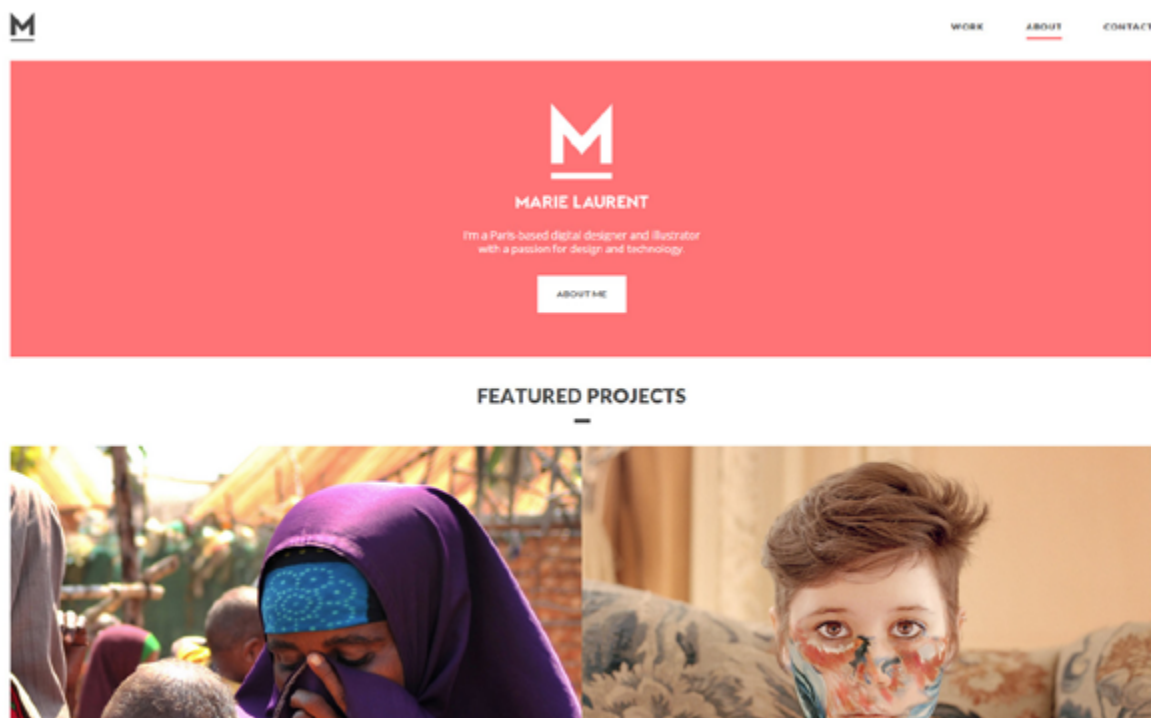 M
WORK
ABOUT
CONTACT
M
MARIE LAURENT
I'm a Paris-based digital designer and illustrator
with a passion for design and technology.
ABOUT ME
FEATURED PROJECTS